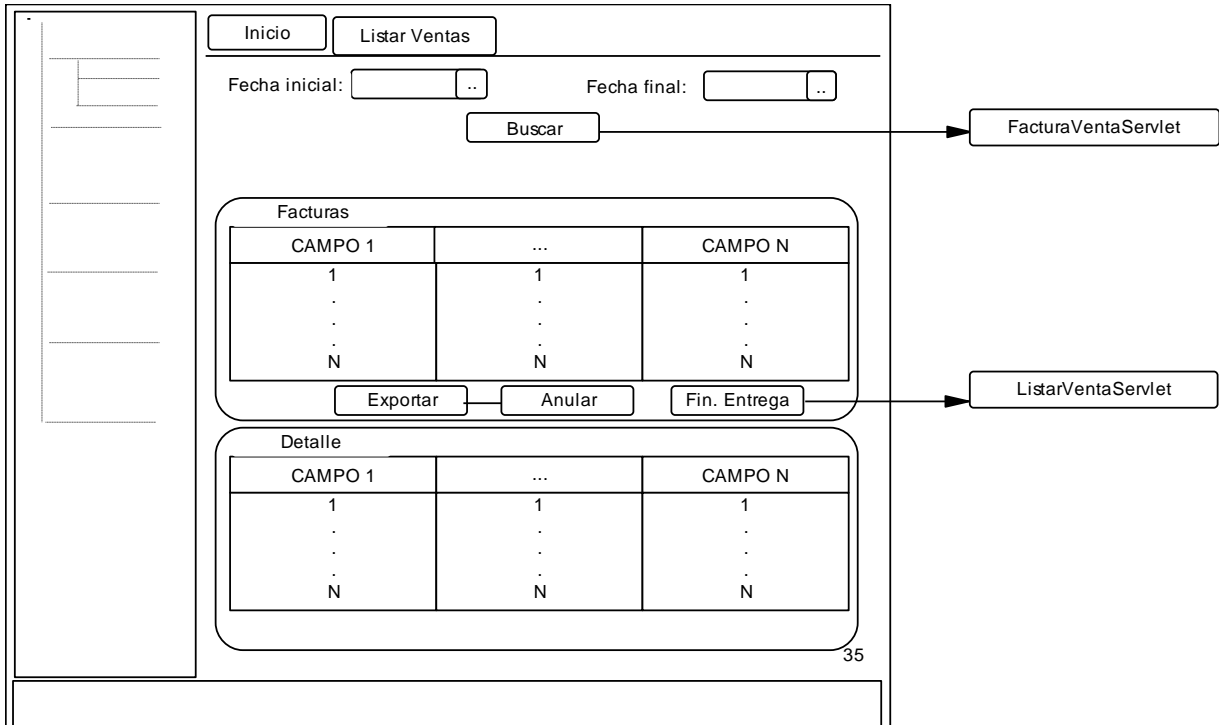 Inicio
Listar Ventas
Fecha inicial: ..
Fecha final: ..
Buscar
FacturaVentaServlet
Facturas
CAMPO 1 ... CAMPO N
1 1 1
. . .
. . .
. . .
N N N
Exportar
Anular
Fin. Entrega
ListarVentaServlet
Detalle
CAMPO 1 ... CAMPO N
1 1 1
. . .
. . .
. . .
N N N
35